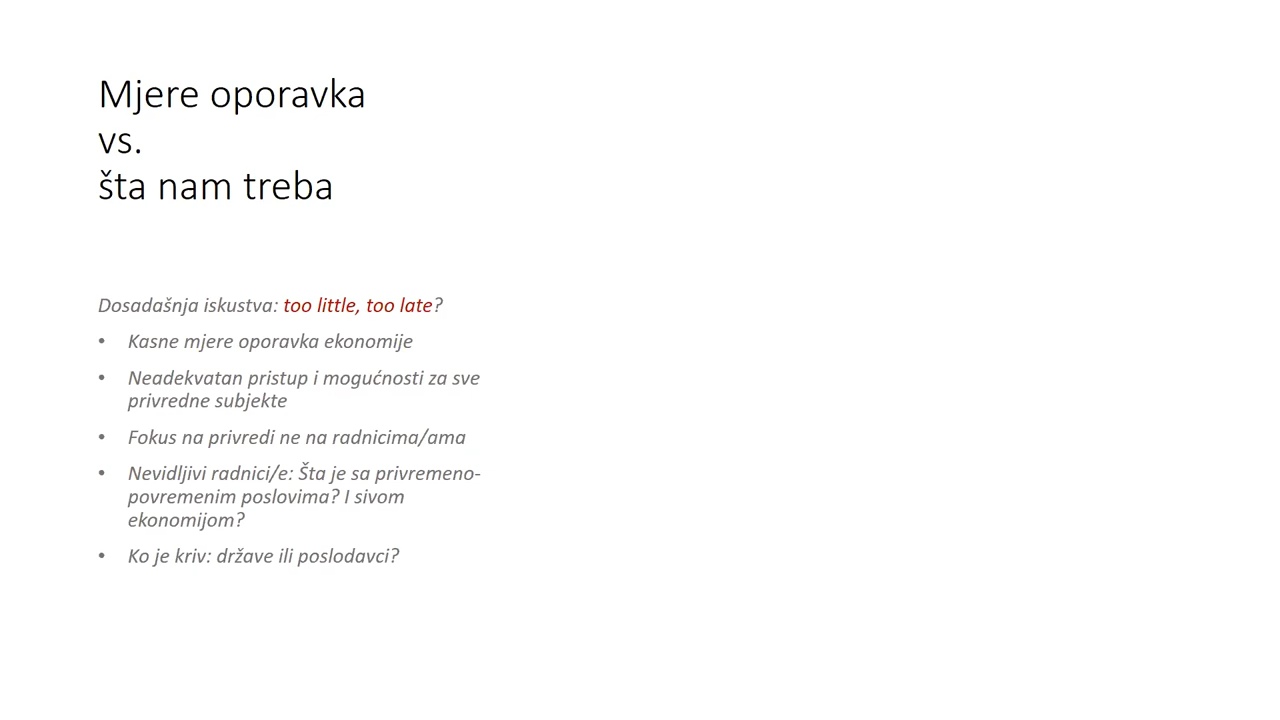 Mjere oporavka
vs.
šta nam treba
Dosadašnja iskustva: too little, too late?
• Kasne mjere oporavka ekonomije
• Neadekvatan pristup i mogućnosti za sve
privredne subjekte
• Fokus na privredi ne na radnicima/ama
• Nevidljivi radnici/e: Šta je sa privremeno-
povremenim poslovima? I sivom
ekonomijom?
• Ko je kriv: države ili poslodavci?